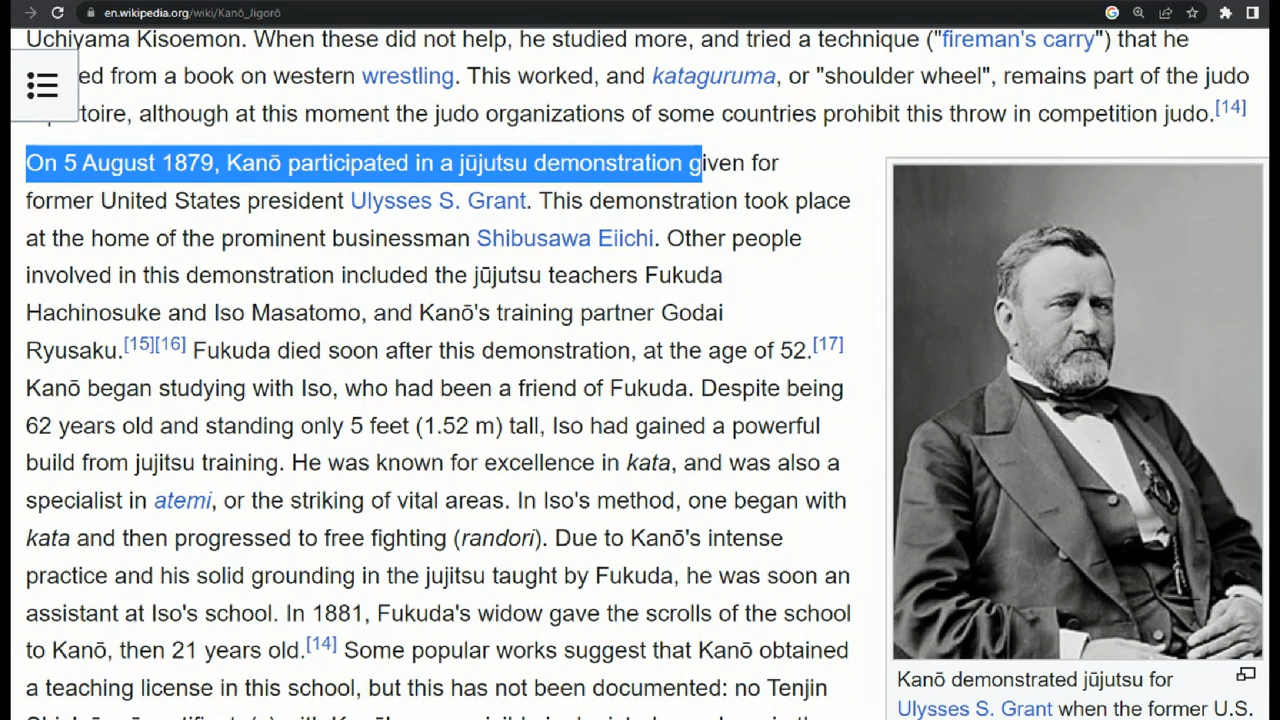 en.wikipedia.org/wiki/Kanō_Jigorō
Uchiyama Kisoemon. When these did not help, he studied more, and tried a technique ("fireman's carry") that he
ed from a book on western wrestling. This worked, and kataguruma, or "shoulder wheel", remains part of the judo
toire, although at this moment the judo organizations of some countries prohibit this throw in competition judo.[14]
On 5 August 1879, Kanō participated in a jūjutsu demonstration given for
former United States president Ulysses S. Grant. This demonstration took place
at the home of the prominent businessman Shibusawa Eiichi. Other people
involved in this demonstration included the jūjutsu teachers Fukuda
Hachinosuke and Iso Masatomo, and Kanō's training partner Godai
Ryusaku.[15][16] Fukuda died soon after this demonstration, at the age of 52.[17]
Kanō began studying with Iso, who had been a friend of Fukuda. Despite being
62 years old and standing only 5 feet (1.52 m) tall, Iso had gained a powerful
build from jujitsu training. He was known for excellence in kata, and was also a
specialist in atemi, or the striking of vital areas. In Iso's method, one began with
kata and then progressed to free fighting (randori). Due to Kanō's intense
practice and his solid grounding in the jujitsu taught by Fukuda, he was soon an
assistant at Iso's school. In 1881, Fukuda's widow gave the scrolls of the school
to Kanō, then 21 years old.[14] Some popular works suggest that Kanō obtained
a teaching license in this school, but this has not been documented: no Tenjin
Kanō demonstrated jūjutsu for
Ulysses S. Grant when the former U.S.